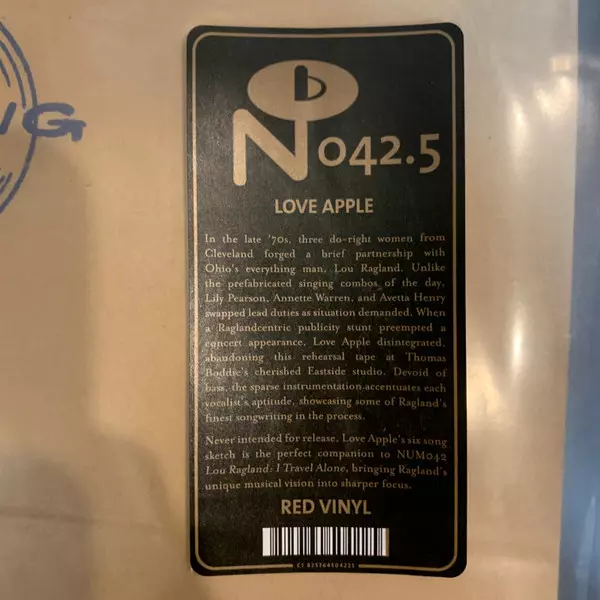 NG
N 042.5
LOVE APPLE
In the late '70s, three do-right women from
Cleveland forged a brief partnership with
Ohio's everything man, Lou Ragland. Unlike
the prefabricated singing combos of the day,
Lily Pearson, Annette Warren, and Avetta Henry
swapped lead duties as situation demanded. When
a Raglandcentric publicity stunt preempted a
concert appearance, Love Apple disintegrated,
abandoning this rehearsal tape at Thomas
Boddie's cherished Eastside studio. Devoid of
bass, the sparse instrumentation accentuates each
vocalist's aptitude, showcasing some of Ragland's
finest songwriting in the process.
Never intended for release, Love Apple's six song
sketch is the perfect companion to NUM042
Lou Ragland: I Travel Alone, bringing Ragland's
unique musical vision into sharper focus.
RED VINYL